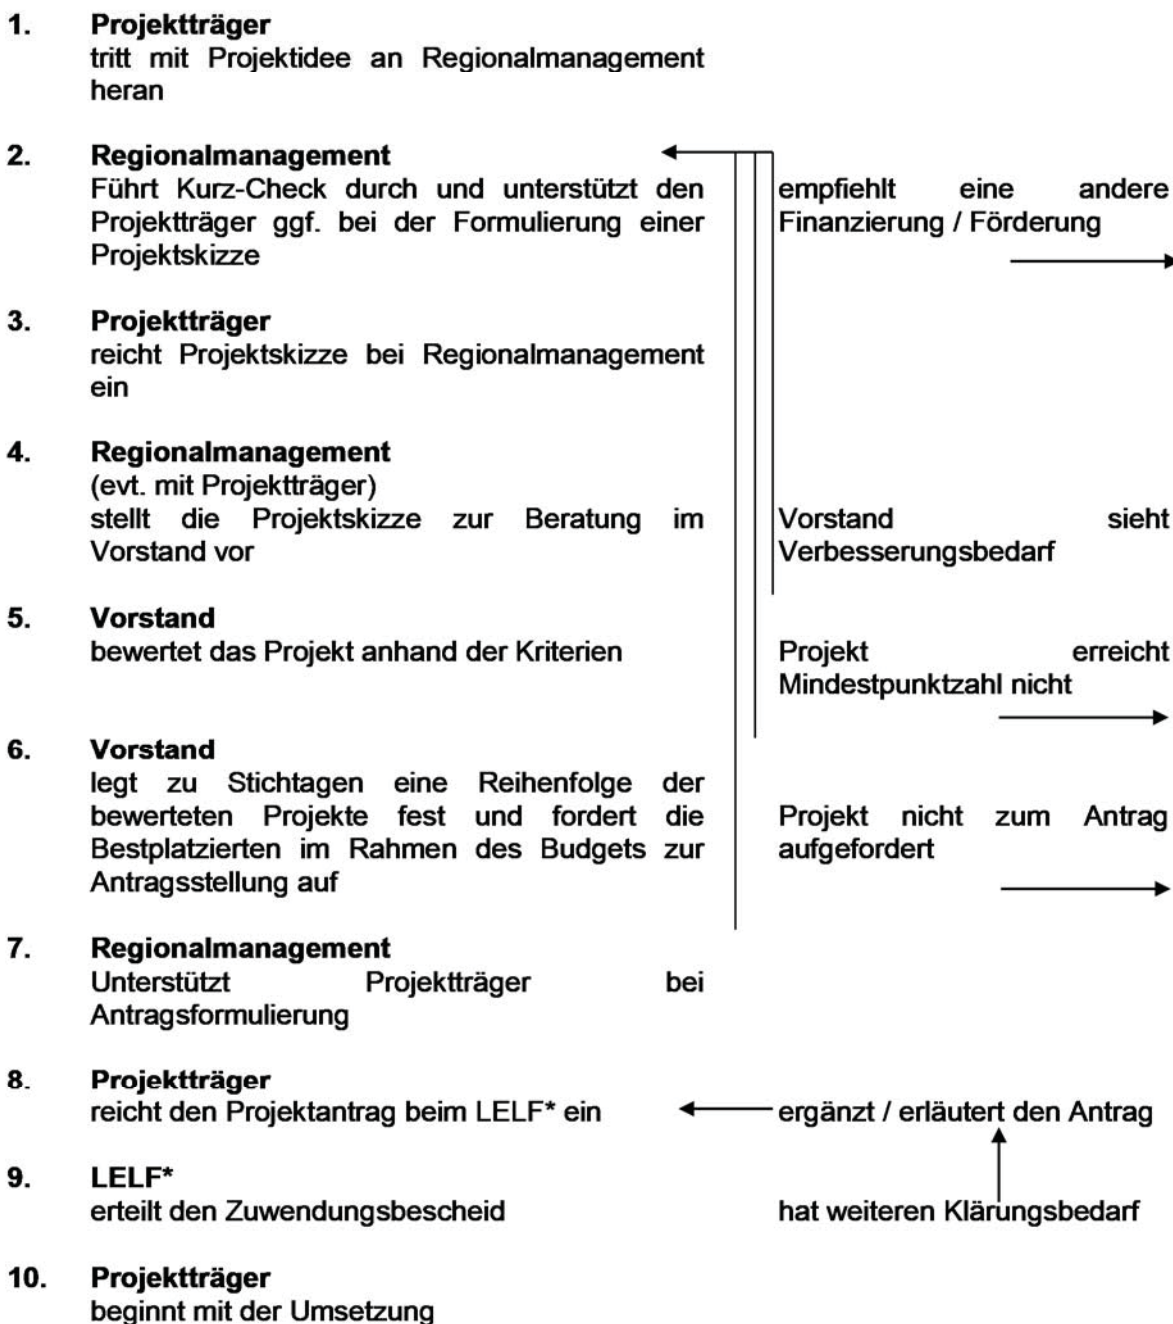 1. Projektträger
tritt mit Projektidee an Regionalmanagement
heran
2. Regionalmanagement
Führt Kurz-Check durch und unterstützt den
Projektträger ggf. bei der Formulierung einer
Projektskizze
empfiehlt eine andere
Finanzierung / Förderung
3. Projektträger
reicht Projektskizze bei Regionalmanagement
ein
4. Regionalmanagement
(evt. mit Projektträger)
stellt die Projektskizze zur Beratung im
Vorstand vor
Vorstand sieht
Verbesserungsbedarf
5. Vorstand
bewertet das Projekt anhand der Kriterien
Projekt erreicht
Mindestpunktzahl nicht
6. Vorstand
legt zu Stichtagen eine Reihenfolge der
bewerteten Projekte fest und fordert die
Bestplatzierten im Rahmen des Budgets zur
Antragsstellung auf
Projekt nicht zum Antrag
aufgefordert
7. Regionalmanagement
Unterstützt Projektträger bei
Antragsformulierung
8. Projektträger
reicht den Projektantrag beim LELF* ein
ergänzt / erläutert den Antrag
9. LELF*
erteilt den Zuwendungsbescheid
hat weiteren Klärungsbedarf
10. Projektträger
beginnt mit der Umsetzung